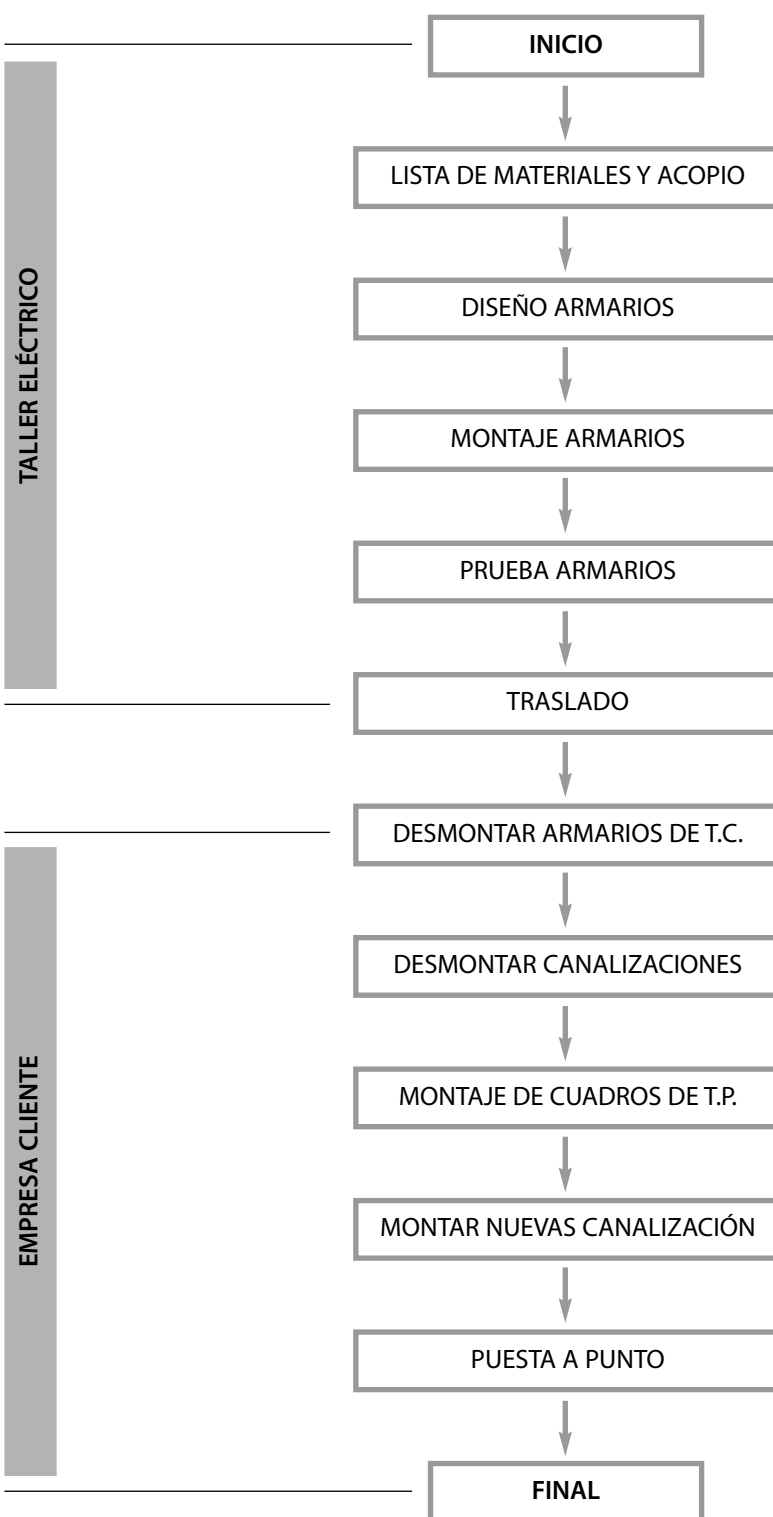 INICIO
LISTA DE MATERIALES Y ACOPIO
DISEÑO ARMARIOS
MONTAJE ARMARIOS
PRUEBA ARMARIOS
TRASLADO
TALLER ELÉCTRICO
DESMONTAR ARMARIOS DE T.C.
DESMONTAR CANALIZACIONES
MONTAJE DE CUADROS DE T.P.
MONTAR NUEVAS CANALIZACIÓN
PUESTA A PUNTO
FINAL
EMPRESA CLIENTE